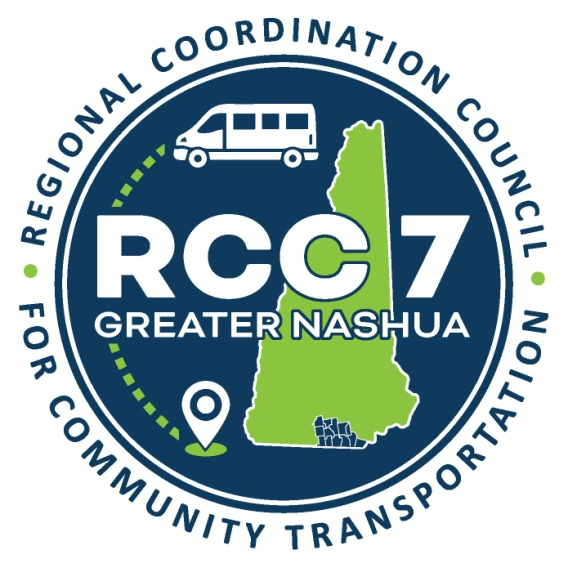 REGIONAL COORDINATION COUNCIL
RCC 7
GREATER NASHUA
FOR COMMUNITY TRANSPORTATION